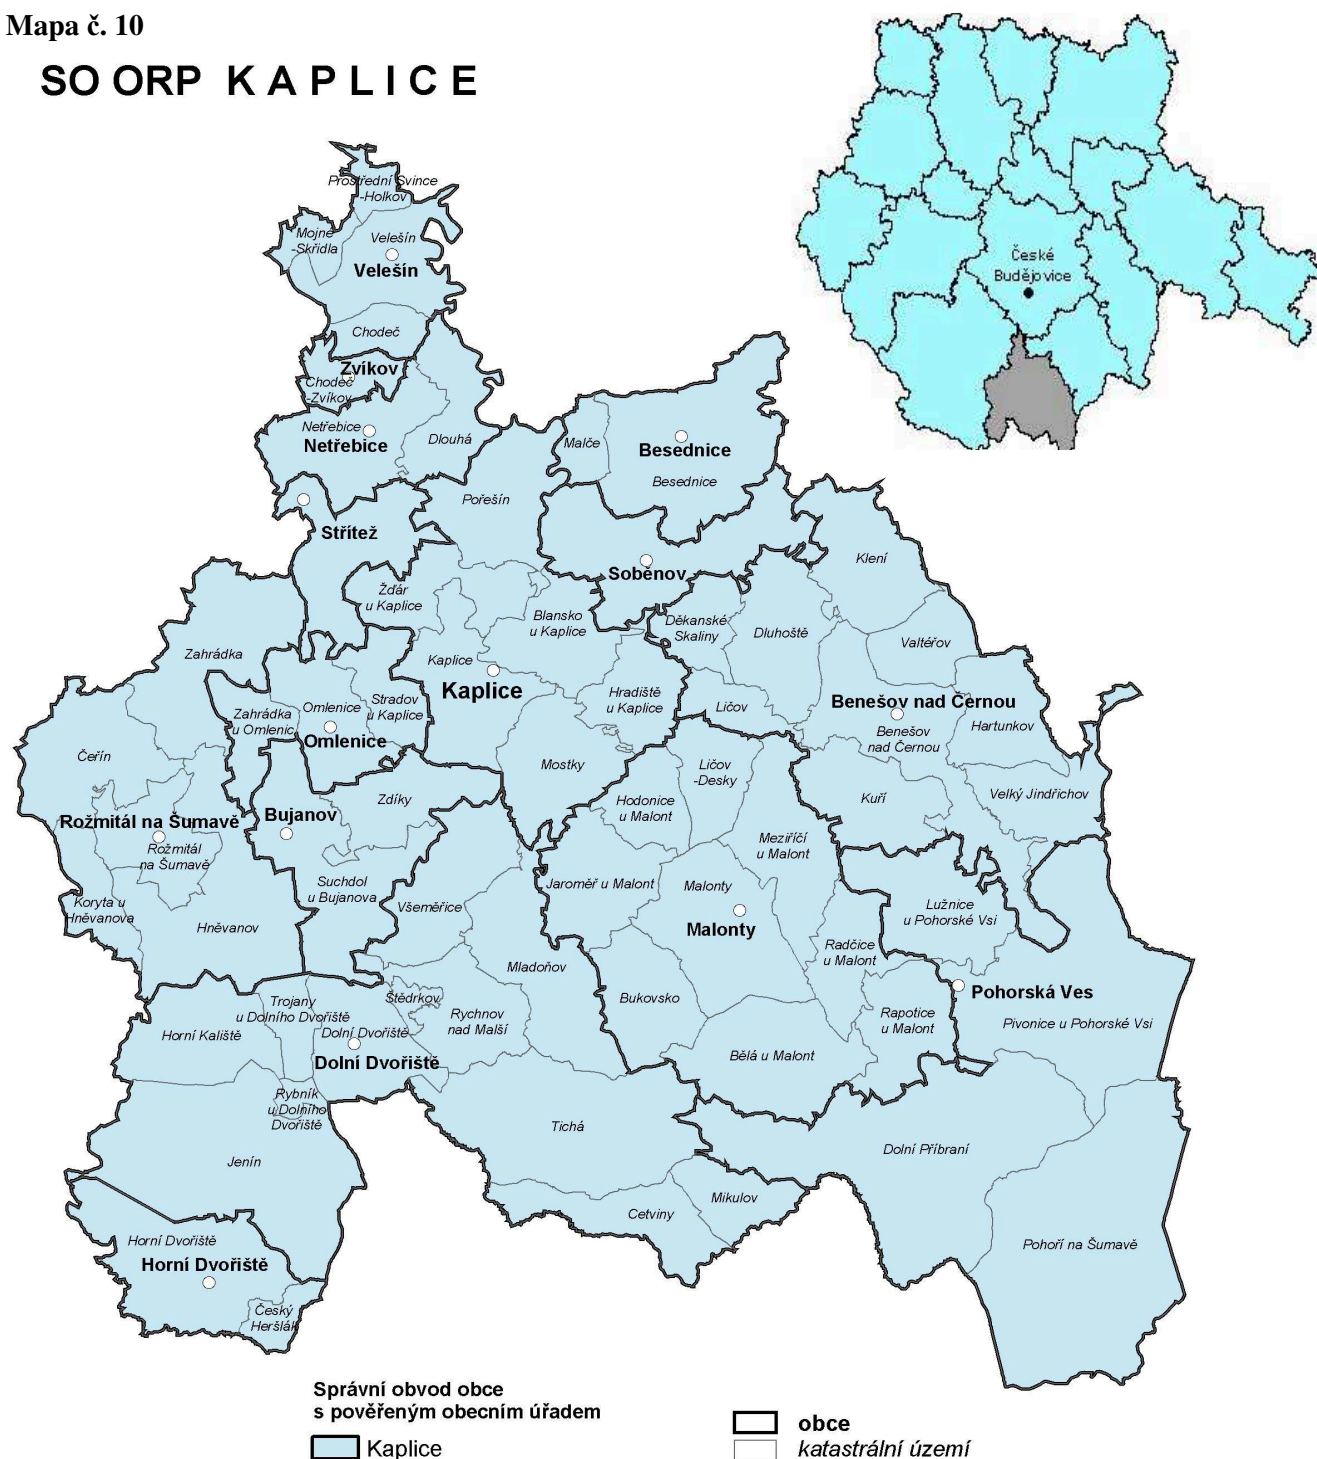 Mapa č. 10
SO ORP K A P L I C E
České
Budějovice
Prostřední Svince
-Holkov
Mojné
-Skřidla
Velešín
Velešín
Chodeč
Zvíkov
Chodeč
-Zvíkov
Netřebice
Netřebice
Dlouhá
Malče
Besednice
Besednice
Pořešín
Střítež
Soběnov
Klení
Žďár
u Kaplice
Blansko
u Kaplice
Děkanské
Skaliny
Dluhoště
Valtéřov
Zahrádka
Kaplice
Kaplice
Hradiště
u Kaplice
Ličov
Benešov nad Černou
Benešov
nad Černou
Hartunkov
Zahrádka
u Omlenic
Omlenice
Omlenice
Stradov
u Kaplice
Čeřín
Mostky
Ličov
-Desky
Zdíky
Hodonice
u Malont
Kuří
Velký Jindřichov
Rožmitál na Šumavě
Rožmitál
na Šumavě
Bujanov
Meziříčí
u Malont
Suchdol
u Bujanova
Jaroměř u Malont
Malonty
Malonty
Koryta u
Hněvanova
Všeměřice
Lužnice
u Pohorské Vsi
Hněvanov
Radčice
u Malont
Mladoňov
Bukovsko
Pohorská Ves
Pivonice u Pohorské Vsi
Trojany
u Dolního Dvořiště
Štědrkov
Rychnov
nad Malší
Rapotice
u Malont
Horní Kaliště
Dolní Dvořiště
Dolní Dvořiště
Bělá u Malont
Rybník
u Dolního
Dvořiště
Tichá
Dolní Příbraní
Jenín
Mikulov
Cetviny
Horní Dvořiště
Horní Dvořiště
Pohoří na Šumavě
Český
Heršlák
Správní obvod obce
s pověřeným obecním úřadem
Kaplice
obce
katastrální území